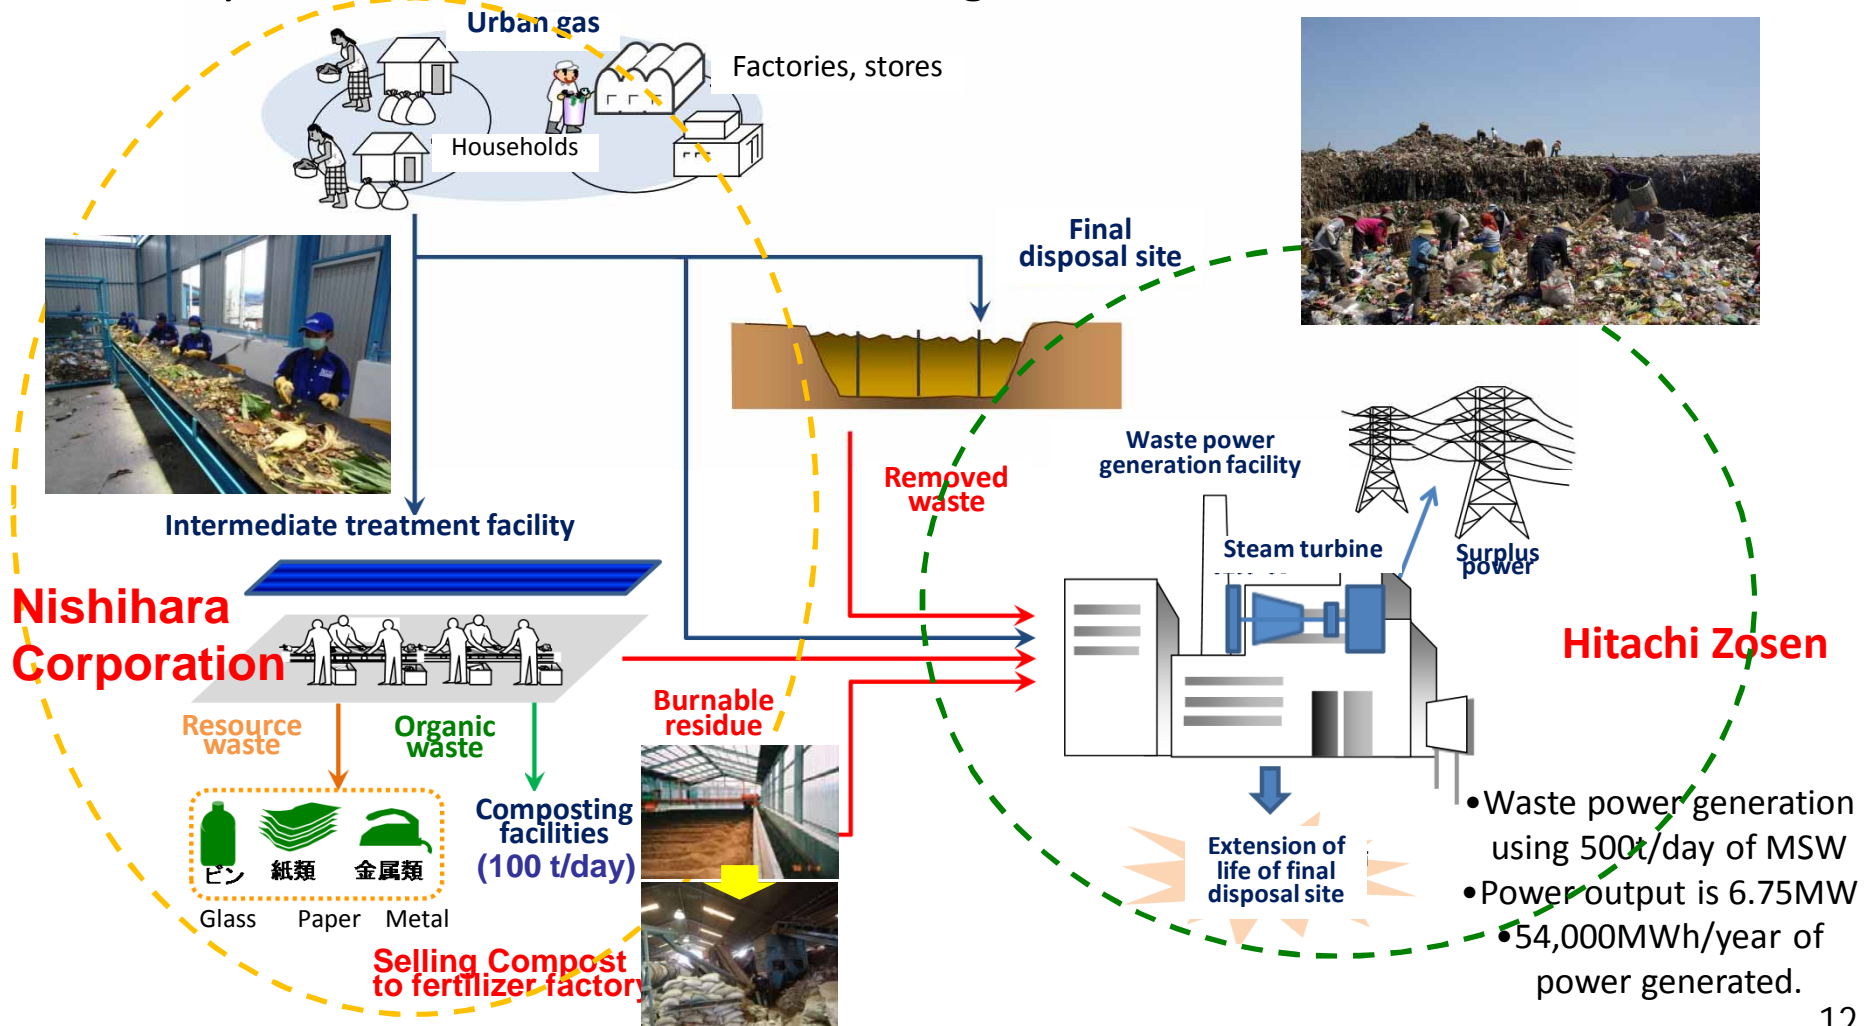 Urban gas
Factories, stores
Households
Final
disposal site
Waste power
generation facility
Removed
waste
Intermediate treatment facility
Steam turbine
Surplus
power
Nishihara
Corporation
Hitachi Zosen
Burnable
residue
Resource
waste
Organic
waste
Composting
facilities
(100 t/day)
ビン
紙類
金属類
Glass
Paper
Metal
Selling Compost
to fertilizer factory
Extension of
life of final
disposal site
•Waste power generation
using 500t/day of MSW
•Power output is 6.75MW
•54,000MWh/year of
power generated.
12